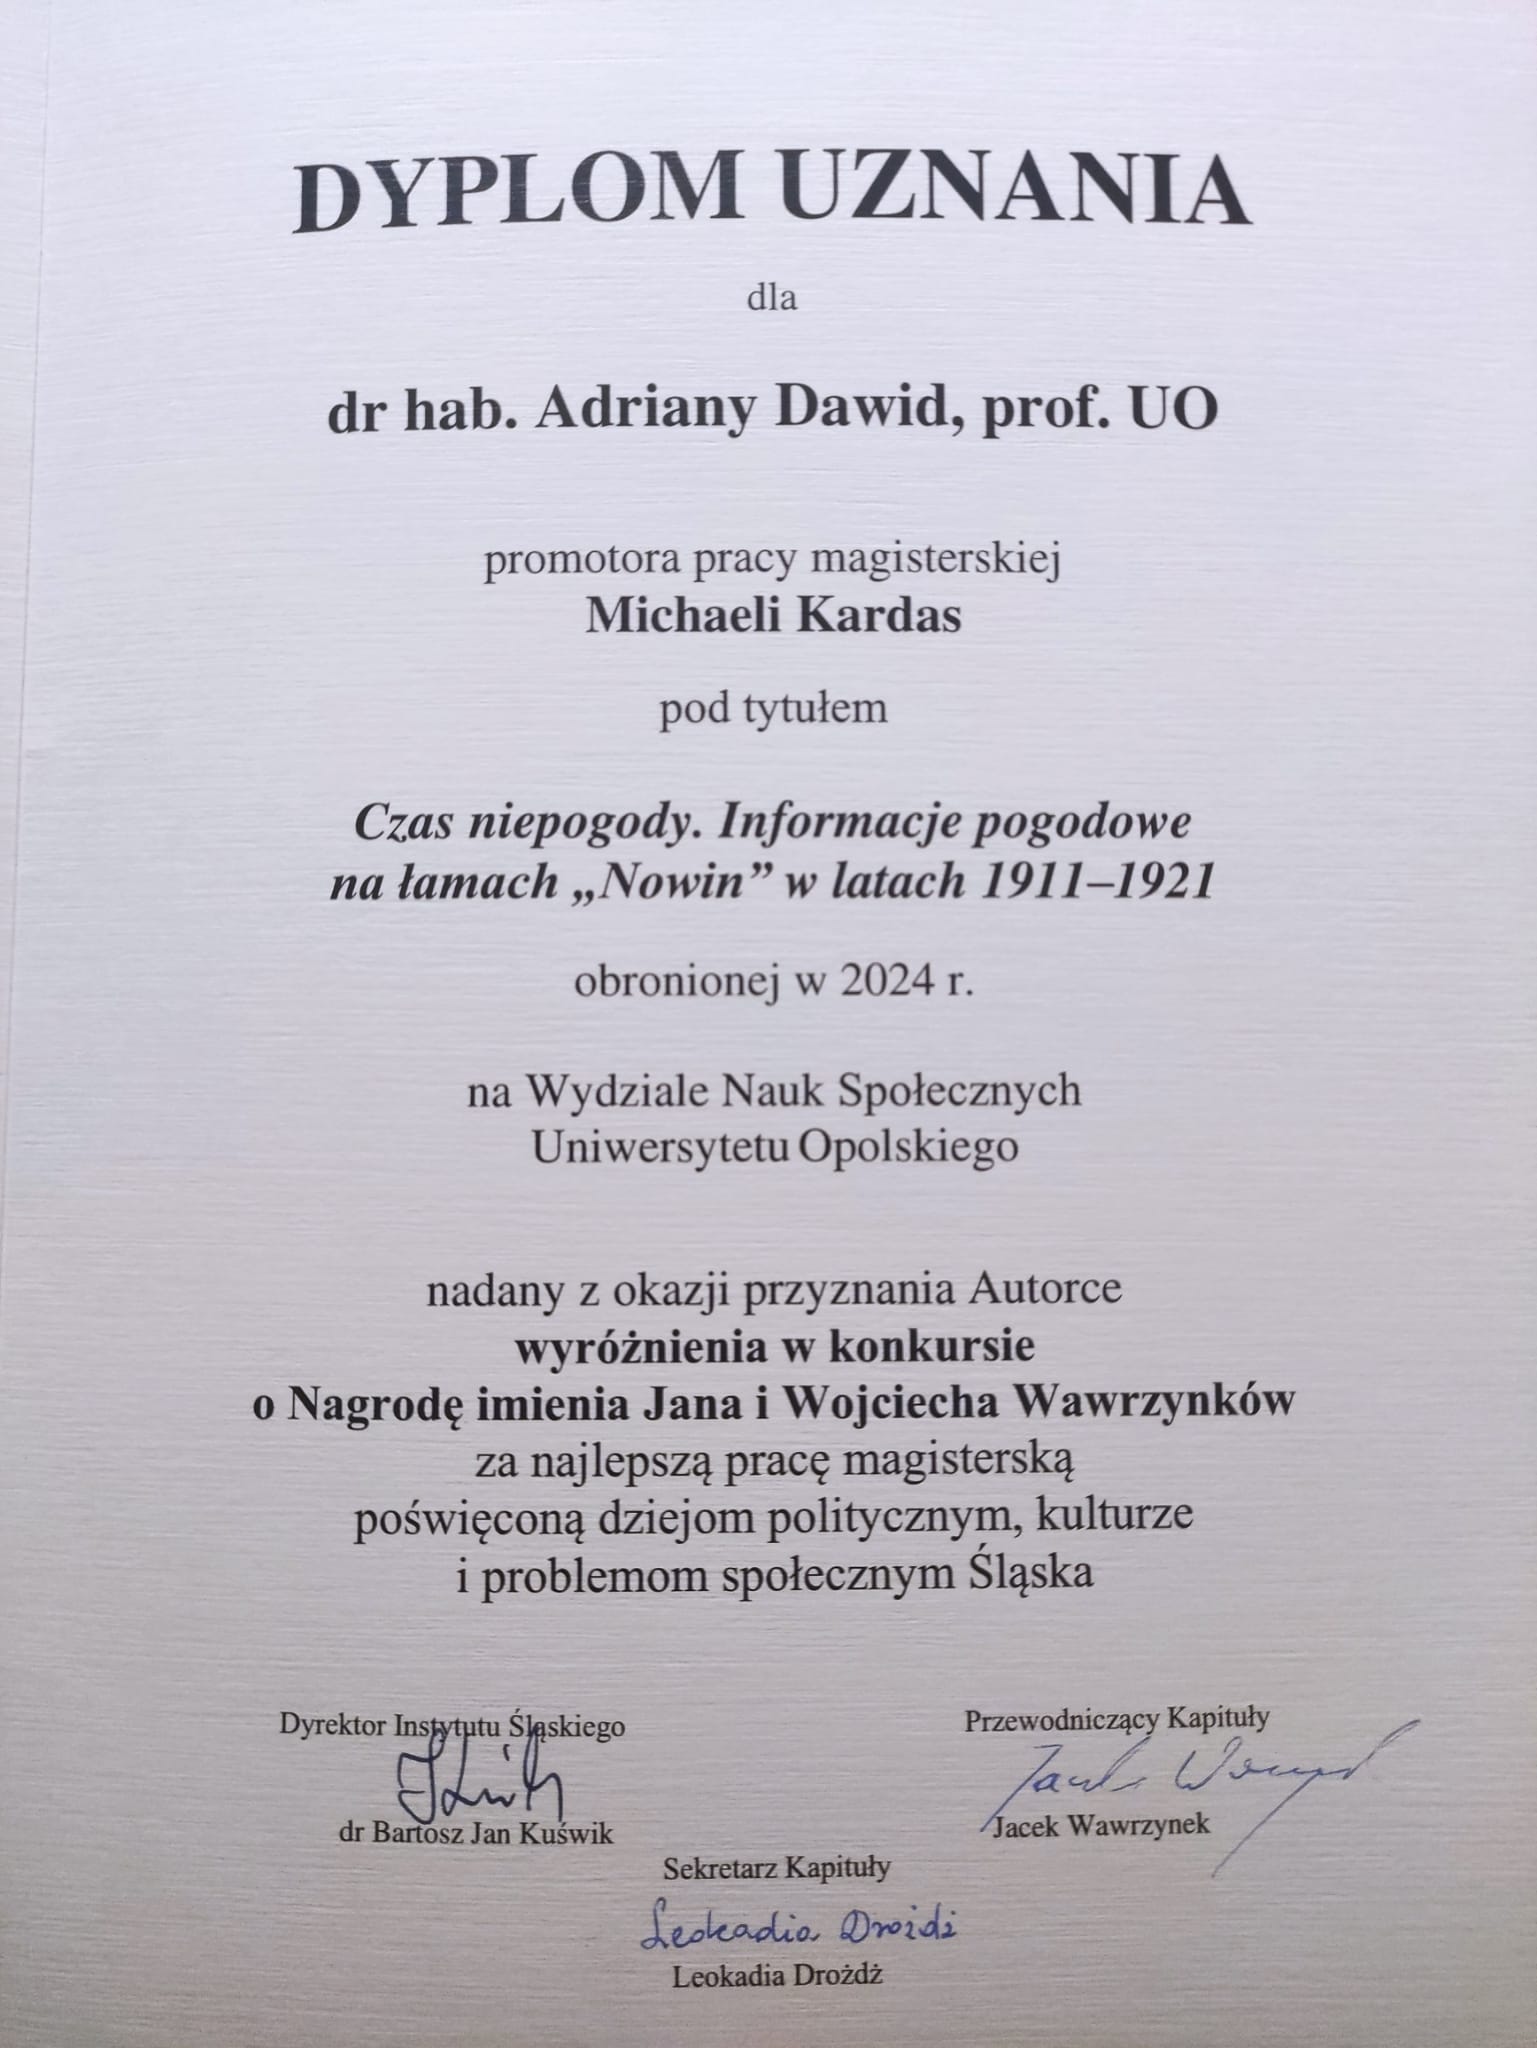 DYPLOM UZNANIA
dla
dr hab. Adriany Dawid, prof. UO
promotora pracy magisterskiej
Michaeli Kardas
pod tytułem
Czas niepogody. Informacje pogodowe
na łamach „Nowin” w latach 1911–1921
obronionej w 2024 r.
na Wydziale Nauk Społecznych
Uniwersytetu Opolskiego
nadany z okazji przyznania Autorce
wyróżnienia w konkursie
o Nagrodę imienia Jana i Wojciecha Wawrzynków
za najlepszą pracę magisterską
poświęconą dziejom politycznym, kulturze
i problemom społecznym Śląska
Dyrektor Instytutu Śląskiego
dr Bartosz Jan Kuświk
Przewodniczący Kapituły
Jacek Wawrzynek
Sekretarz Kapituły
Leokadia Drożdż
Leokadia Drożdż